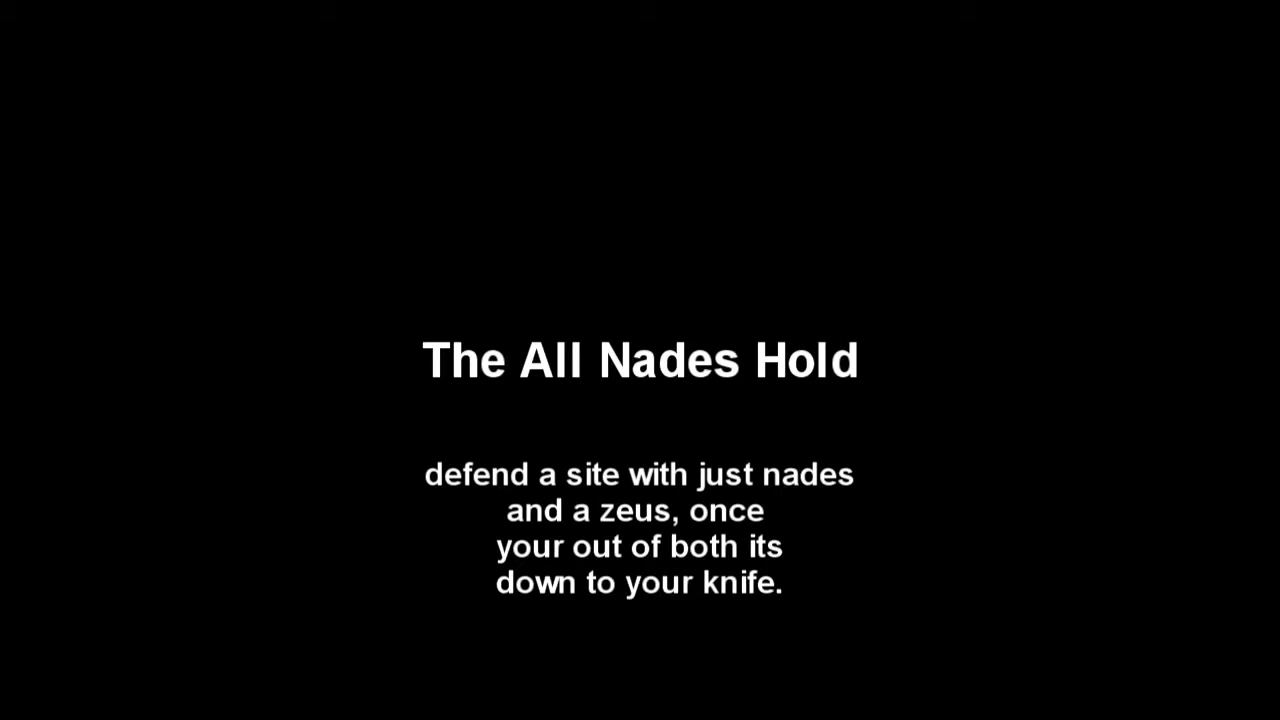 The All Nades Hold
defend a site with just nades
and a zeus, once
your out of both its
down to your knife.